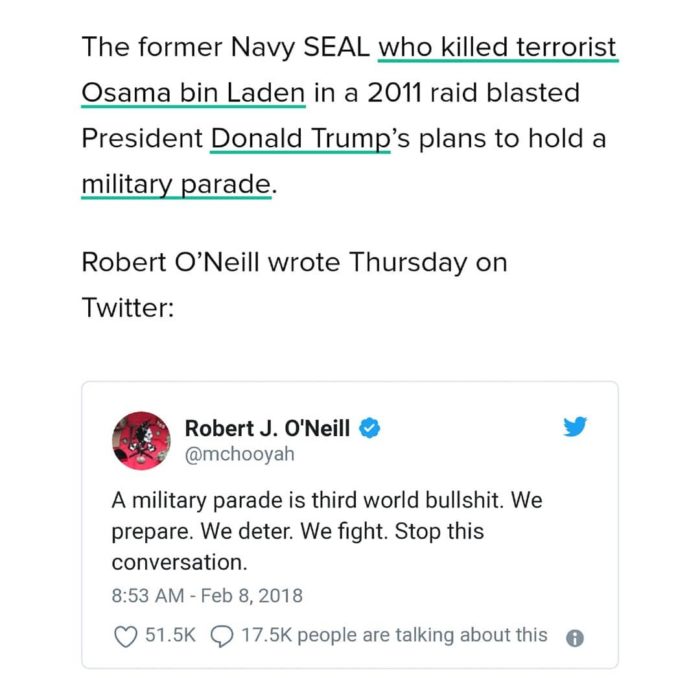 The former Navy SEAL who killed terrorist
Osama bin Laden in a 2011 raid blasted
President Donald Trump’s plans to hold a
military parade.
Robert O’Neill wrote Thursday on
Twitter:
Robert J. O'Neill
@mchooyah
A military parade is third world bullshit. We
prepare. We deter. We fight. Stop this
conversation.
8:53 AM - Feb 8, 2018
51.5K 17.5K people are talking about this